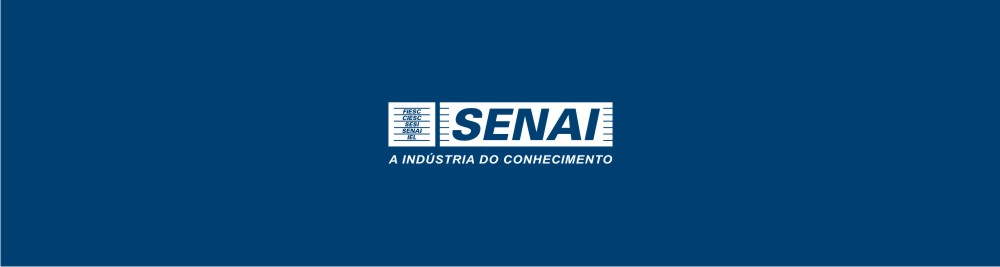 FIESC
CIESC
SESI
SENAI
IEL
SENAI
A INDÚSTRIA DO CONHECIMENTO